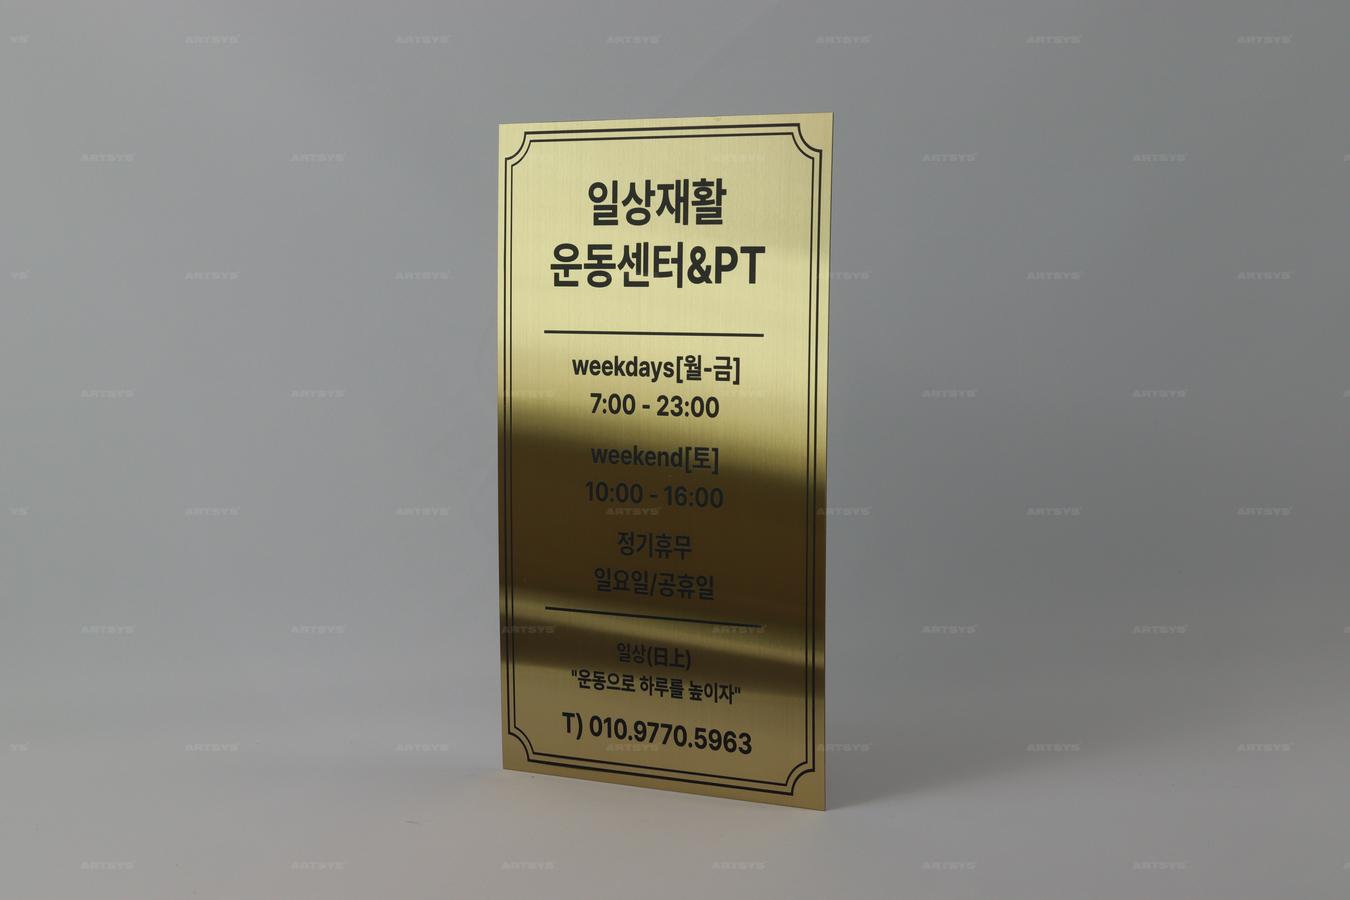 일상재활
운동센터&PT
weekdays[월-금]
7:00 - 23:00
weekend[토]
10:00 - 16:00
정기휴무
일요일/공휴일
일상(日上)
"운동으로 하루를 높이자"
T) 010.9770.5963
ARTSYS